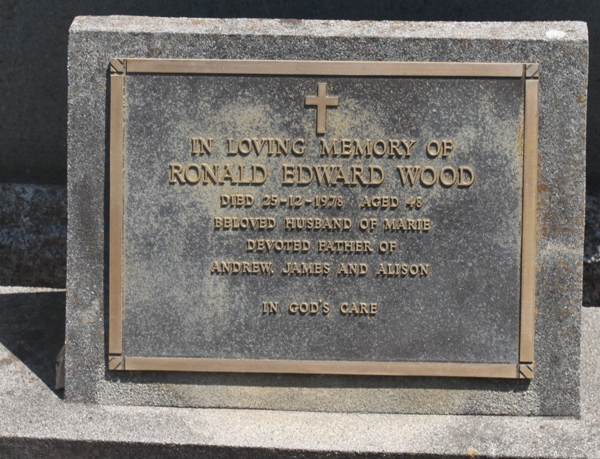 IN LOVING MEMORY OF
RONALD EDWARD WOOD
DIED 25-12-1978 AGED 48
BELOVED HUSBAND OF MARIE
DEVOTED FATHER OF
ANDREW, JAMES AND ALISON
IN GOD'S CARE